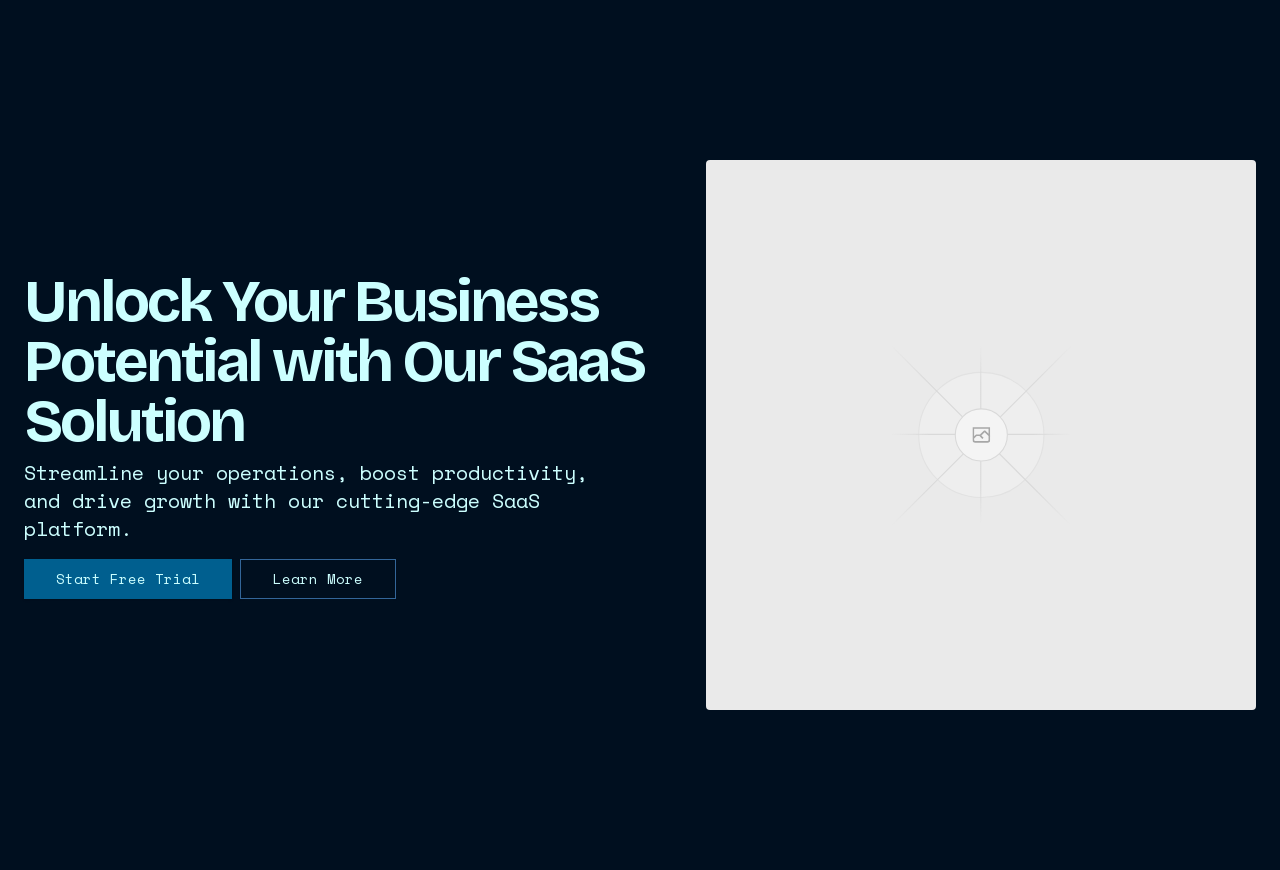 Unlock Your Business
Potential with Our SaaS
Solution
Streamline your operations, boost productivity,
and drive growth with our cutting-edge SaaS
platform.
Start Free Trial
Learn More